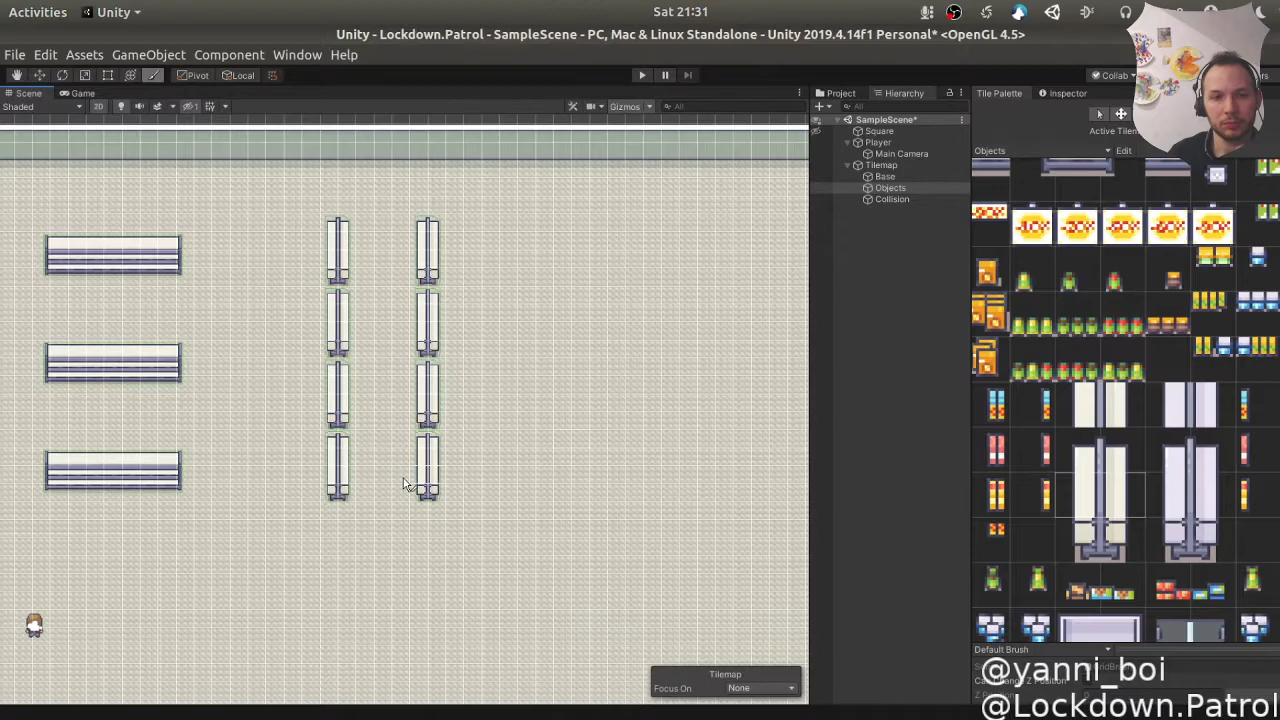 Activities
Unity
Sat 21:31
Unity - Lockdown.Patrol - SampleScene - PC, Mac & Linux Standalone - Unity 2019.4.14f1 Personal* <OpenGL 4.5>
File Edit Assets GameObject Component Window Help
Pivot Local
Collab
Scene Game
Project Hierarchy
Tile Palette Inspector
Shaded 2D
Gizmos
All
All
SampleScene*
Square
Player
Main Camera
Tilemap
Base
Objects
Collision
Objects
Edit
Tilemap
Focus On None
Default Brush
@yanni_boi
@Lockdown.Patrol